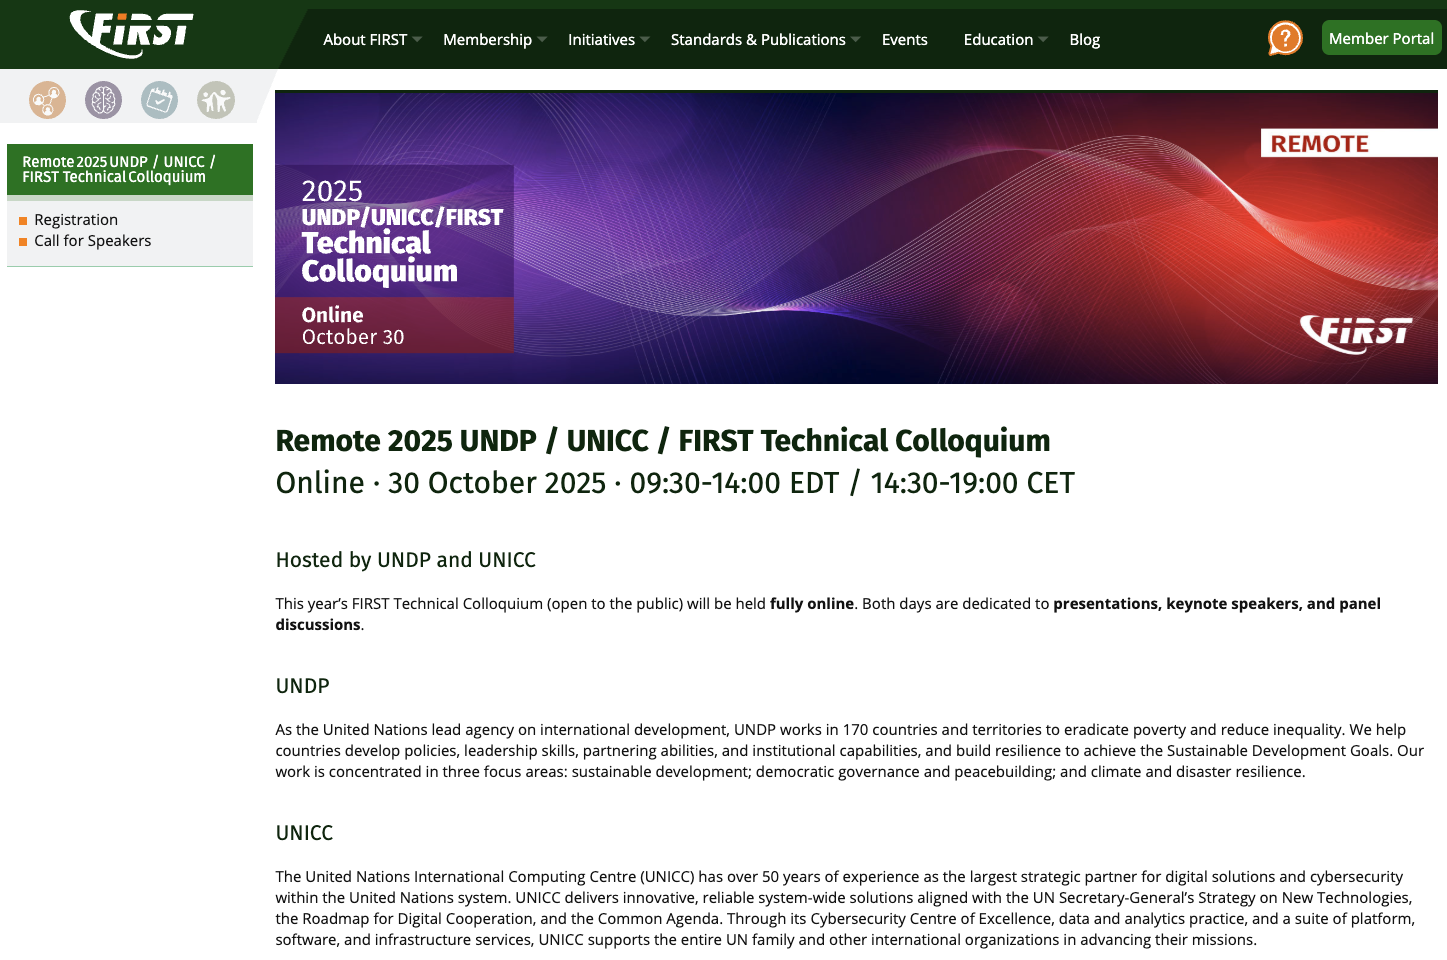 FIRST
About FIRST
Membership
Initiatives
Standards & Publications
Events
Education
Blog
?
Member Portal
Remote 2025 UNDP / UNICC /
FIRST Technical Colloquium
Registration
Call for Speakers
REMOTE
2025
UNDP/UNICC/FIRST
Technical
Colloquium
Online
October 30
FIRST
Remote 2025 UNDP / UNICC / FIRST Technical Colloquium
Online · 30 October 2025 · 09:30-14:00 EDT / 14:30-19:00 CET
Hosted by UNDP and UNICC
This year’s FIRST Technical Colloquium (open to the public) will be held fully online. Both days are dedicated to presentations, keynote speakers, and panel
discussions.
UNDP
As the United Nations lead agency on international development, UNDP works in 170 countries and territories to eradicate poverty and reduce inequality. We help
countries develop policies, leadership skills, partnering abilities, and institutional capabilities, and build resilience to achieve the Sustainable Development Goals. Our
work is concentrated in three focus areas: sustainable development; democratic governance and peacebuilding; and climate and disaster resilience.
UNICC
The United Nations International Computing Centre (UNICC) has over 50 years of experience as the largest strategic partner for digital solutions and cybersecurity
within the United Nations system. UNICC delivers innovative, reliable system-wide solutions aligned with the UN Secretary-General’s Strategy on New Technologies,
the Roadmap for Digital Cooperation, and the Common Agenda. Through its Cybersecurity Centre of Excellence, data and analytics practice, and a suite of platform,
software, and infrastructure services, UNICC supports the entire UN family and other international organizations in advancing their missions.